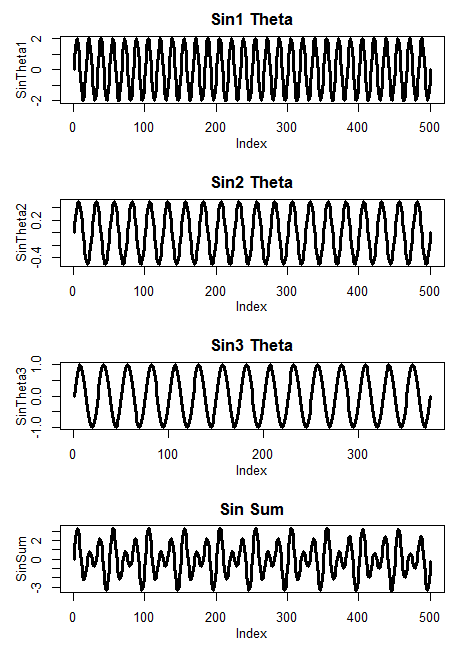 Sin1 Theta
SinTheta1
2
0
-2
0 100 200 300 400 500
Index
Sin2 Theta
SinTheta2
0.2
-0.4
0 100 200 300 400 500
Index
Sin3 Theta
SinTheta3
1.0
0.0
-1.0
0 100 200 300
Index
Sin Sum
SinSum
2
0
-3
0 100 200 300 400 500
Index